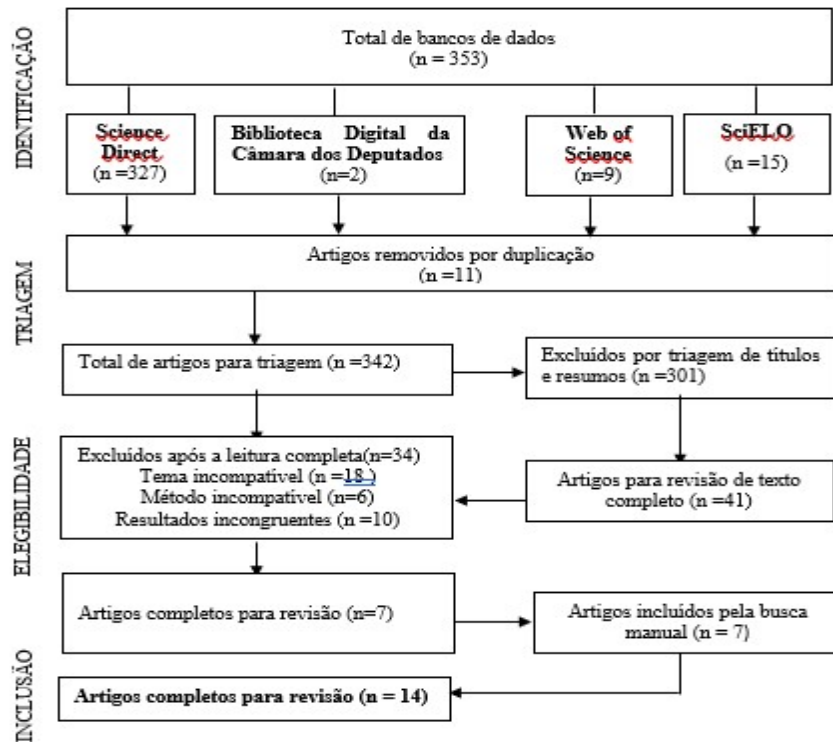 IDENTIFICAÇÃO
Total de bancos de dados
(n = 353)
Science
Direct
(n =327)
Biblioteca Digital da
Câmara dos Deputados
(n=2)
Web of
Science
(n=9)
SciELO
(n =15)
TRIAGEM
Artigos removidos por duplicação
(n =11)
Total de artigos para triagem (n =342)
Excluídos por triagem de títulos
e resumos (n =301)
ELEGIBILIDADE
Excluídos após a leitura completa(n=34)
Tema incompatível (n =18 )
Método incompatível (n=6)
Resultados incongruentes (n =10)
Artigos para revisão de texto
completo (n =41)
Artigos completos para revisão (n=7)
Artigos incluídos pela busca
manual (n = 7)
INCLUSÃO
Artigos completos para revisão (n = 14)